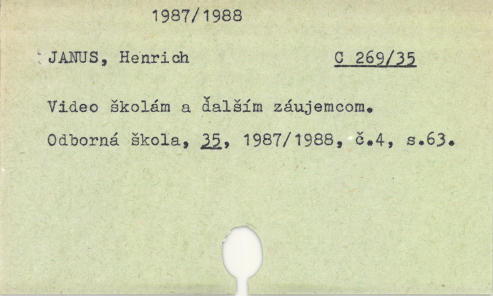 1987/1988
JANUS, Henrich C 269/35
Video školám a ďalším záujemcom.
Odborná škola, 35, 1987/1988, č.4, s.63.